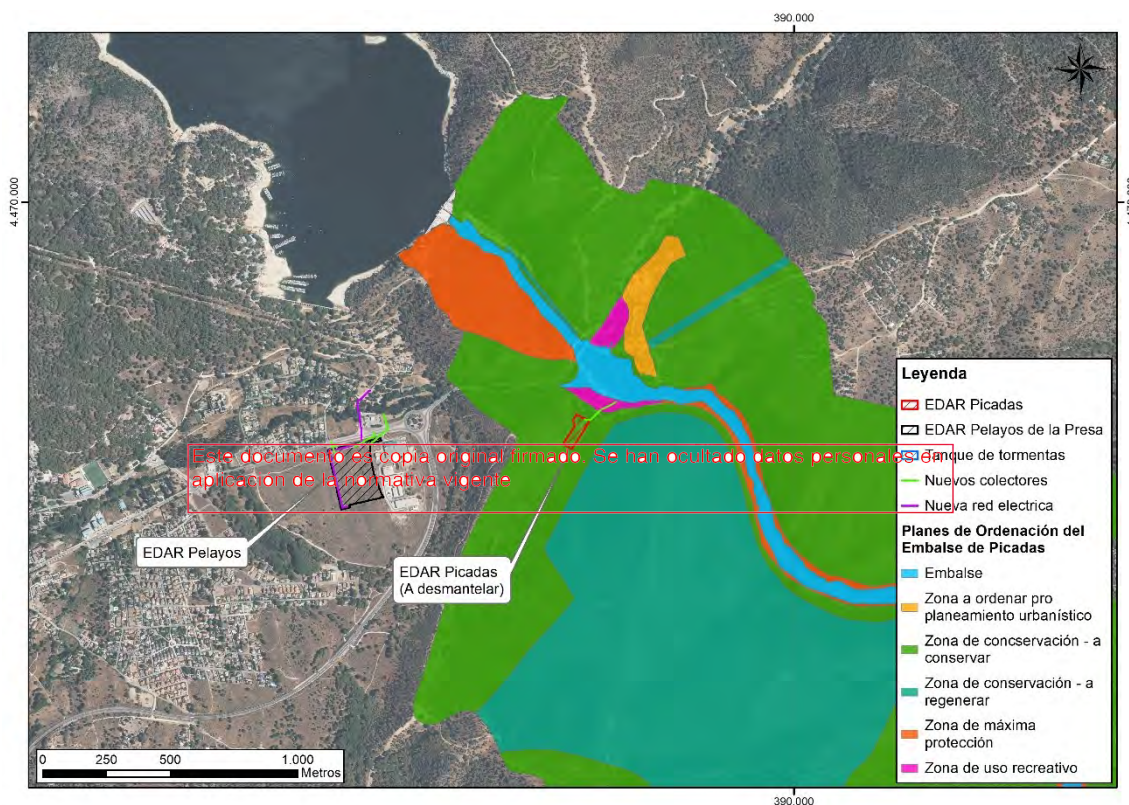 390.000
4.470.000
4.470.000
Leyenda
EDAR Picadas
EDAR Pelayos de la Presa
Tanque de tormentas
Nuevos colectores
Nueva red electrica
Planes de Ordenación del
Embalse de Picadas
Embalse
Zona a ordenar pro
planeamiento urbanístico
Zona de concservación - a
conservar
Zona de conservación - a
regenerar
Zona de máxima
protección
Zona de uso recreativo
Este documento es copia original firmado. Se han ocultado datos personales en
aplicación de la normativa vigente
EDAR Pelayos
EDAR Picadas
(A desmantelar)
0 250 500 1.000
Metros
390.000